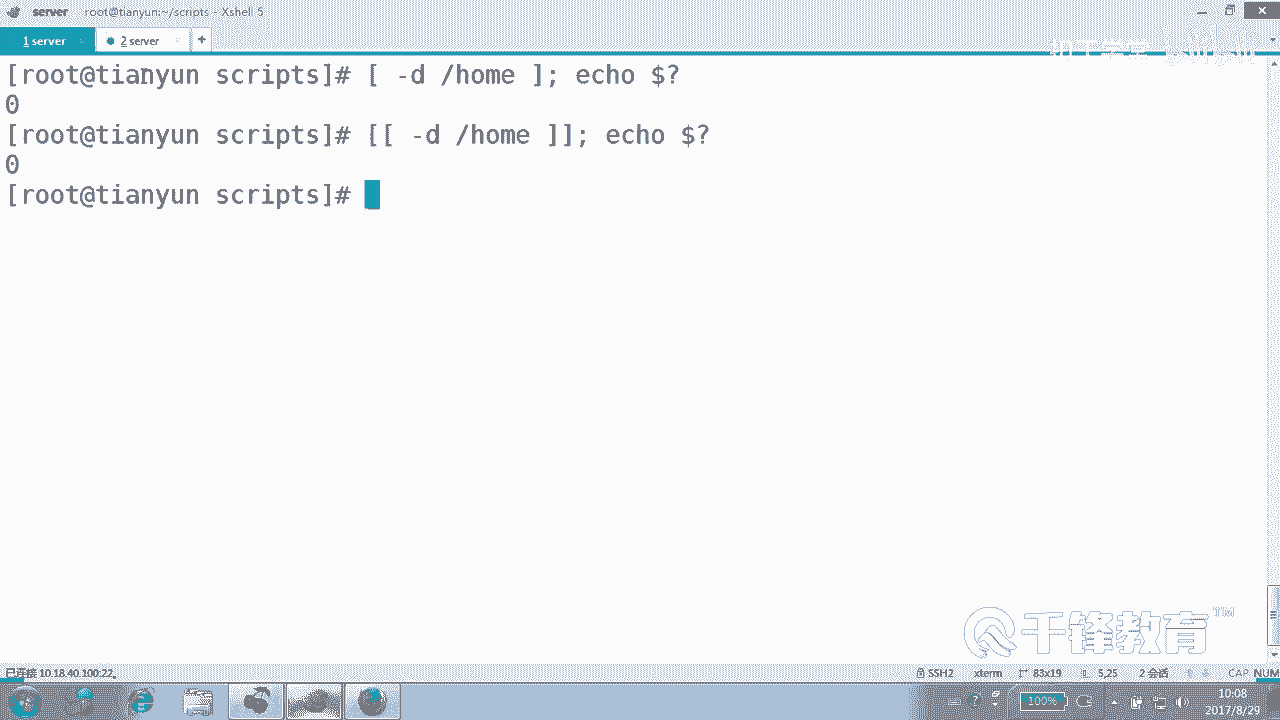 server root@tianyun:~/scripts - Xshell 5
1 server
2 server
+
[root@tianyun scripts]# [ -d /home ]; echo $?
0
[root@tianyun scripts]# [[ -d /home ]]; echo $?
0
[root@tianyun scripts]#
千锋教育 TM
已连接 10.18.40.100:22。
SSH2 xterm 83x19 5,25 2 会话 CAP NUM
100% 10:08
2017/8/29